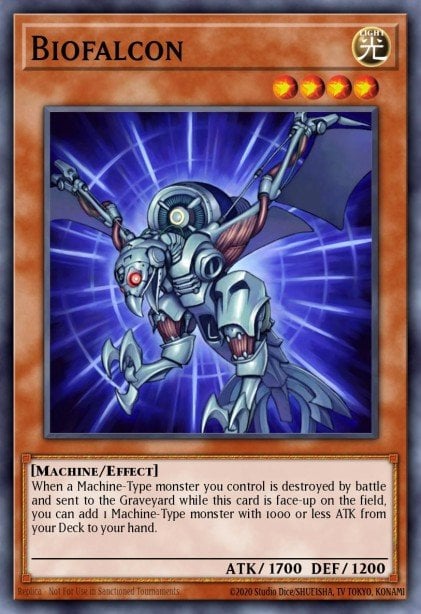 BIOFALCON
LIGHT
光
[MACHINE/EFFECT]
When a Machine-Type monster you control is destroyed by battle
and sent to the Graveyard while this card is face-up on the field,
you can add 1 Machine-Type monster with 1000 or less ATK from
your Deck to your hand.
ATK/ 1700 DEF/ 1200
Replica - Not For Use in Sanctioned Tournaments
©2020 Studio Dice/SHUEISHA, TV TOKYO, KONAMI